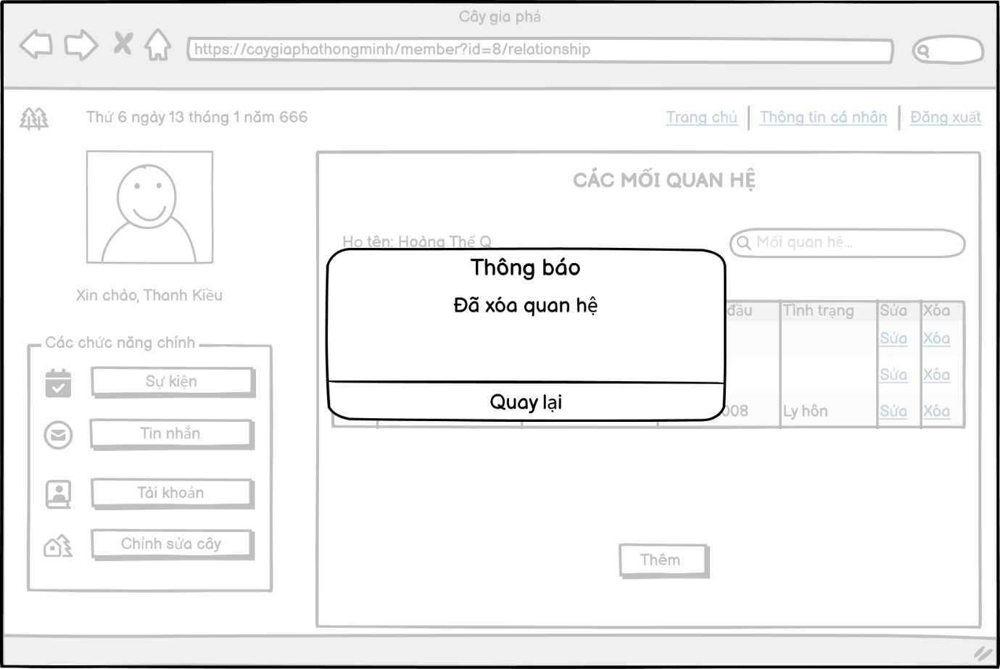 Cây gia phả
https://caygiaphathongminh/member?id=8/relationship
Thứ 6 ngày 13 tháng 1 năm 666
Trang chủ
Thông tin cá nhân
Đăng xuất
CÁC MỐI QUAN HỆ
Họ tên: Hoàng Thế Q
Mối quan hệ...
Thông báo
Đã xóa quan hệ
Quay lại
Xin chào, Thanh Kiều
đầu Tình trạng Sửa Xóa
Sửa Xóa
Sửa Xóa
008 Ly hôn Sửa Xóa
Các chức năng chính
Sự kiện
Tin nhắn
Tài khoản
Chỉnh sửa cây
Thêm